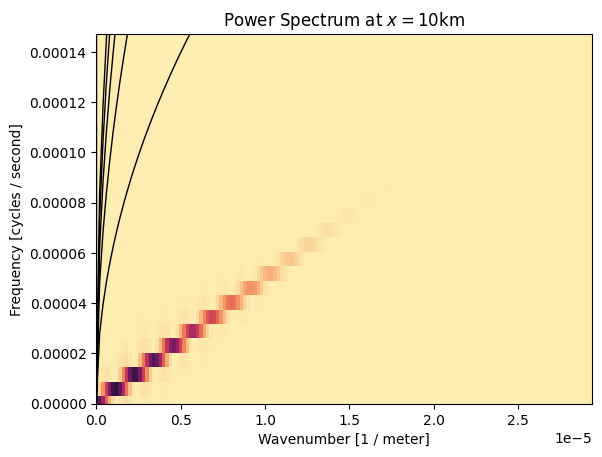 Power Spectrum at x = 10km
Frequency [cycles / second]
0.00014
0.00012
0.00010
0.00008
0.00006
0.00004
0.00002
0.00000
0.0 0.5 1.0 1.5 2.0 2.5
1e−5
Wavenumber [1 / meter]